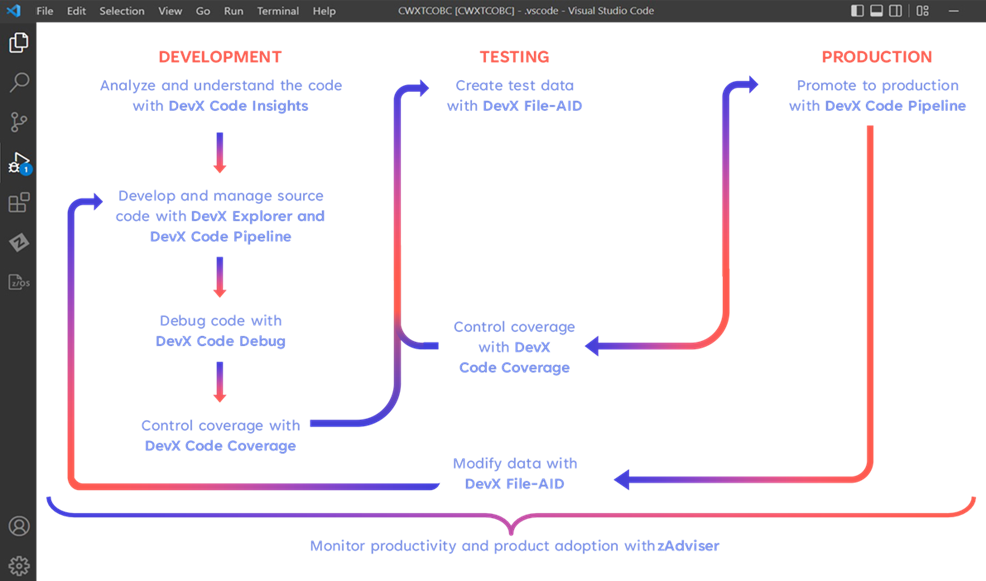 File Edit Selection View Go Run Terminal Help
CWXTCOBC [CWXTCOBC] - .vscode - Visual Studio Code
DEVELOPMENT
Analyze and understand the code
with DevX Code Insights
Develop and manage source
code with DevX Explorer and
DevX Code Pipeline
Debug code with
DevX Code Debug
Control coverage with
DevX Code Coverage
TESTING
Create test data
with DevX File-AID
Control coverage
with DevX
Code Coverage
Modify data with
DevX File-AID
PRODUCTION
Promote to production
with DevX Code Pipeline
Monitor productivity and product adoption with zAdviser
1
Z
z/OS